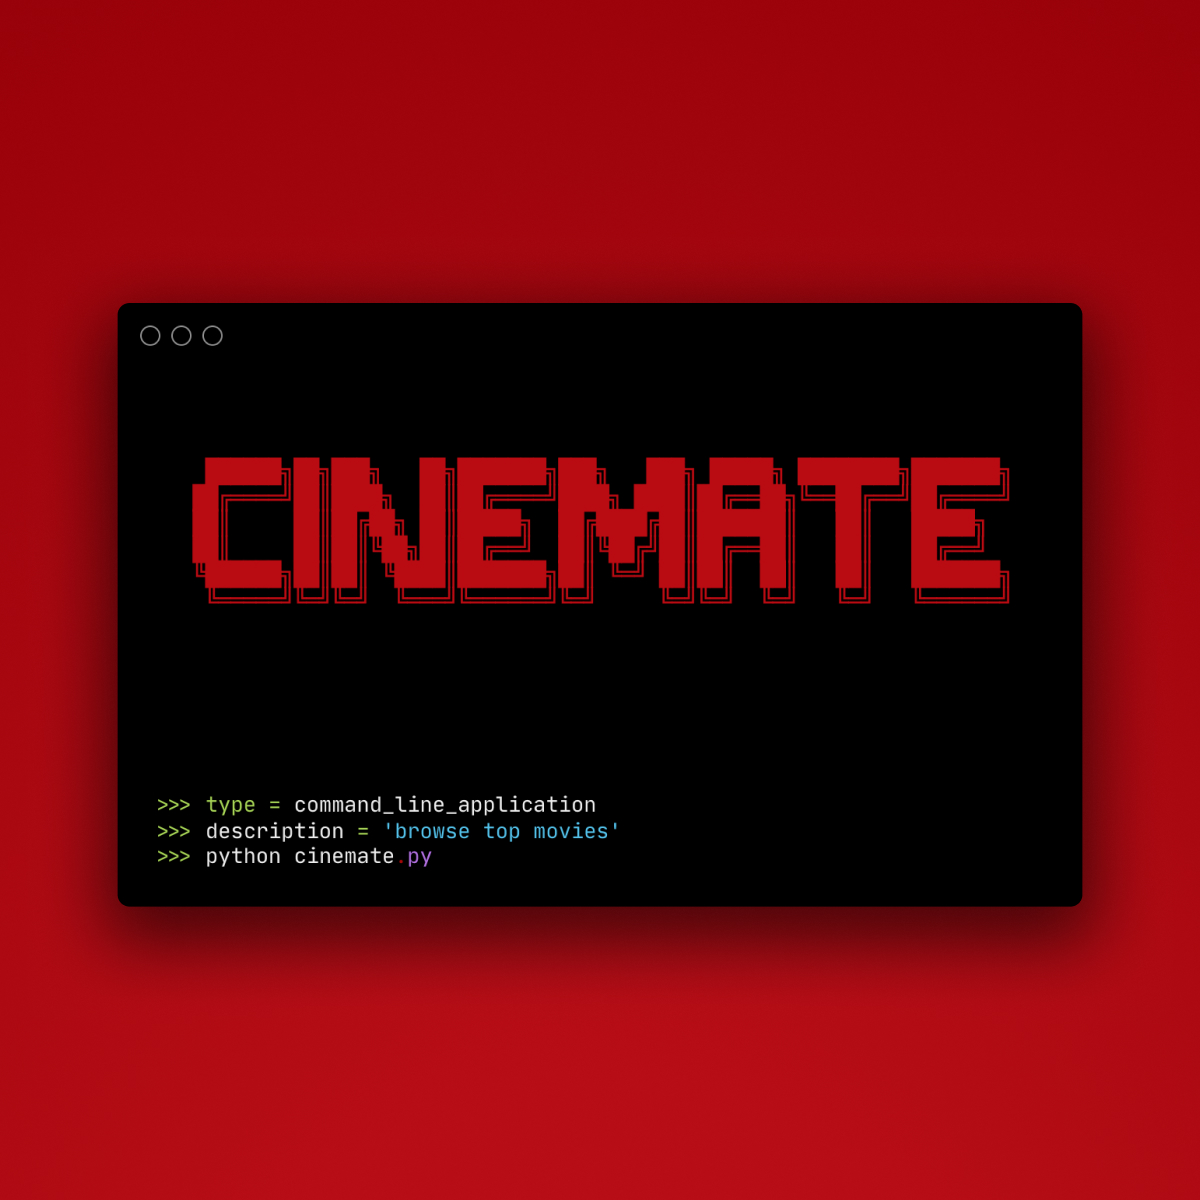 CINEMATE
>>> type = command_line_application
>>> description = 'browse top movies'
>>> python cinemate.py